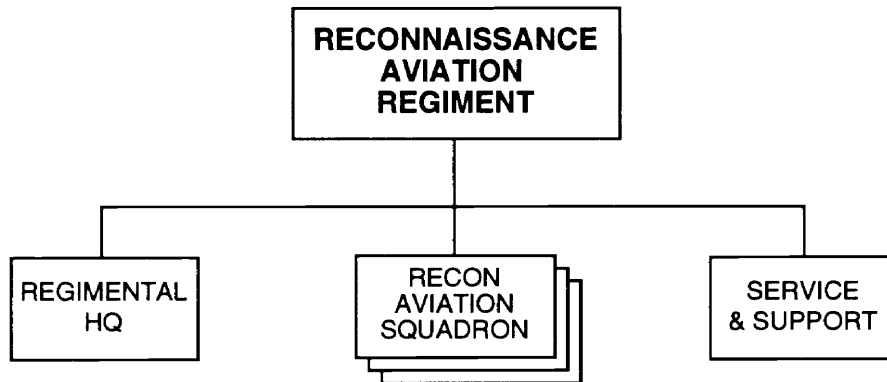 RECONNAISSANCE
AVIATION
REGIMENT
REGIMENTAL
HQ
RECON
AVIATION
SQUADRON
SERVICE
& SUPPORT